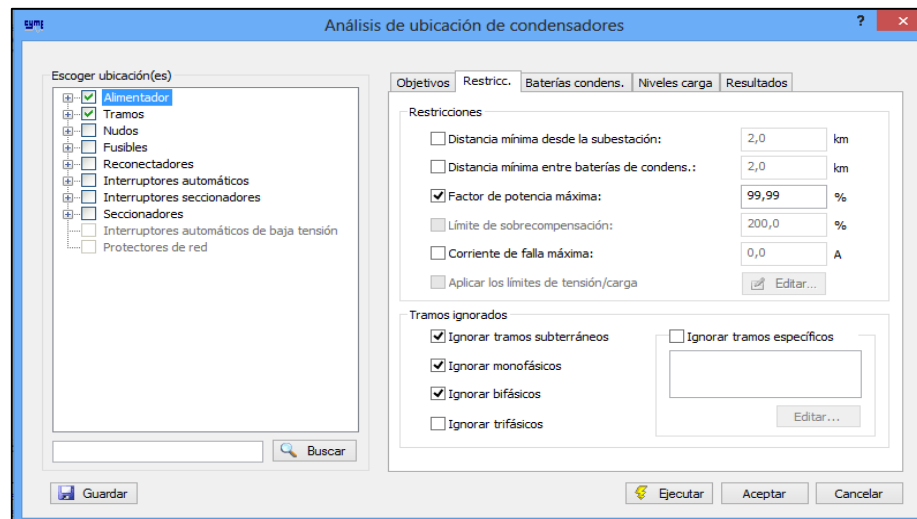 CYME
Análisis de ubicación de condensadores
?
Escoger ubicación(es)
Alimentador
Tramos
Nudos
Fusibles
Reconectadores
Interruptores automáticos
Interruptores seccionadores
Seccionadores
Interruptores automáticos de baja tensión
Protectores de red
Buscar
Guardar
Objetivos Restricc. Baterías condens. Niveles carga Resultados
Restricciones
Distancia mínima desde la subestación: 2,0 km
Distancia mínima entre baterías de condens.: 2,0 km
Factor de potencia máxima: 99,99 %
Límite de sobrecompensación: 200,0 %
Corriente de falla máxima: 0,0 A
Aplicar los límites de tensión/carga Editar...
Tramos ignorados
Ignorar tramos subterráneos
Ignorar monofásicos
Ignorar bifásicos
Ignorar trifásicos
Ignorar tramos específicos
Editar...
Ejecutar Aceptar Cancelar